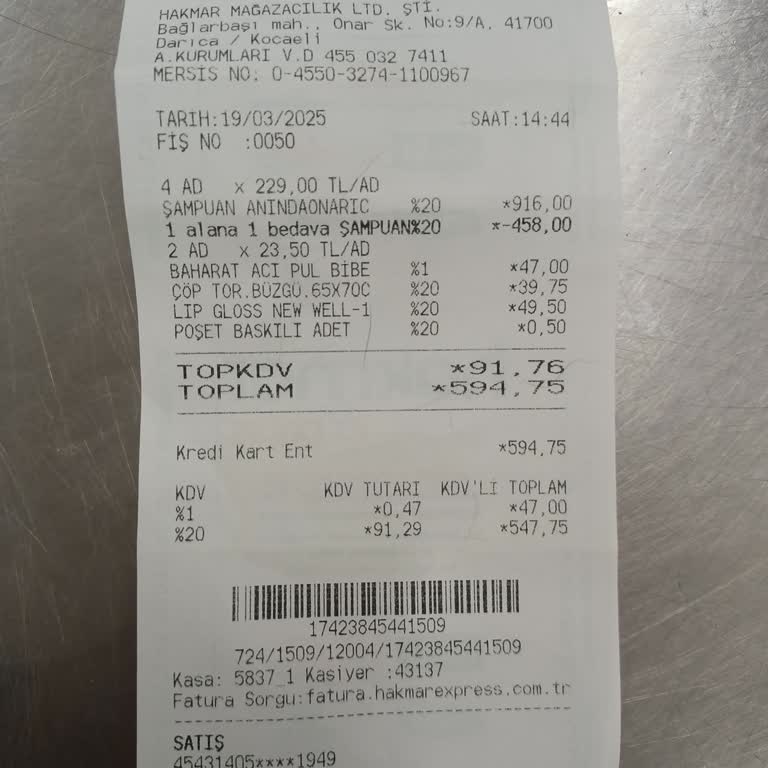 HAKMAR MAĞAZACILIK LTD. ŞTİ.
Bağlarbaşı mah., Onar Sk. No:9/A, 41700
Darıca / Kocaeli
A.KURUMLARI V.D 455 032 7411
MERSİS NO: 0-4550-3274-1100967
TARİH:19/03/2025 SAAT:14:44
FİŞ NO :0050
4 AD x 229,00 TL/AD
ŞAMPUAN ANINDAONARIC %20 *916,00
1 alana 1 bedava ŞAMPUAN%20 *-458,00
2 AD x 23,50 TL/AD
BAHARAT ACI PUL BİBE %1 *47,00
ÇÖP TOR.BÜZGÜ.65X70C %20 *39,75
LIP GLOSS NEW WELL-1 %20 *49,50
POŞET BASKILI ADET %20 *0,50
TOPKDV *91,76
TOPLAM *594,75
Kredi Kart Ent *594,75
KDV KDV TUTARI KDV'Lİ TOPLAM
%1 *0,47 *47,00
%20 *91,29 *547,75
17423845441509
724/1509/12004/17423845441509
Kasa: 5837_1 Kasiyer :43137
Fatura Sorgu:fatura.hakmarexpress.com.tr
SATIŞ
45431405****1949